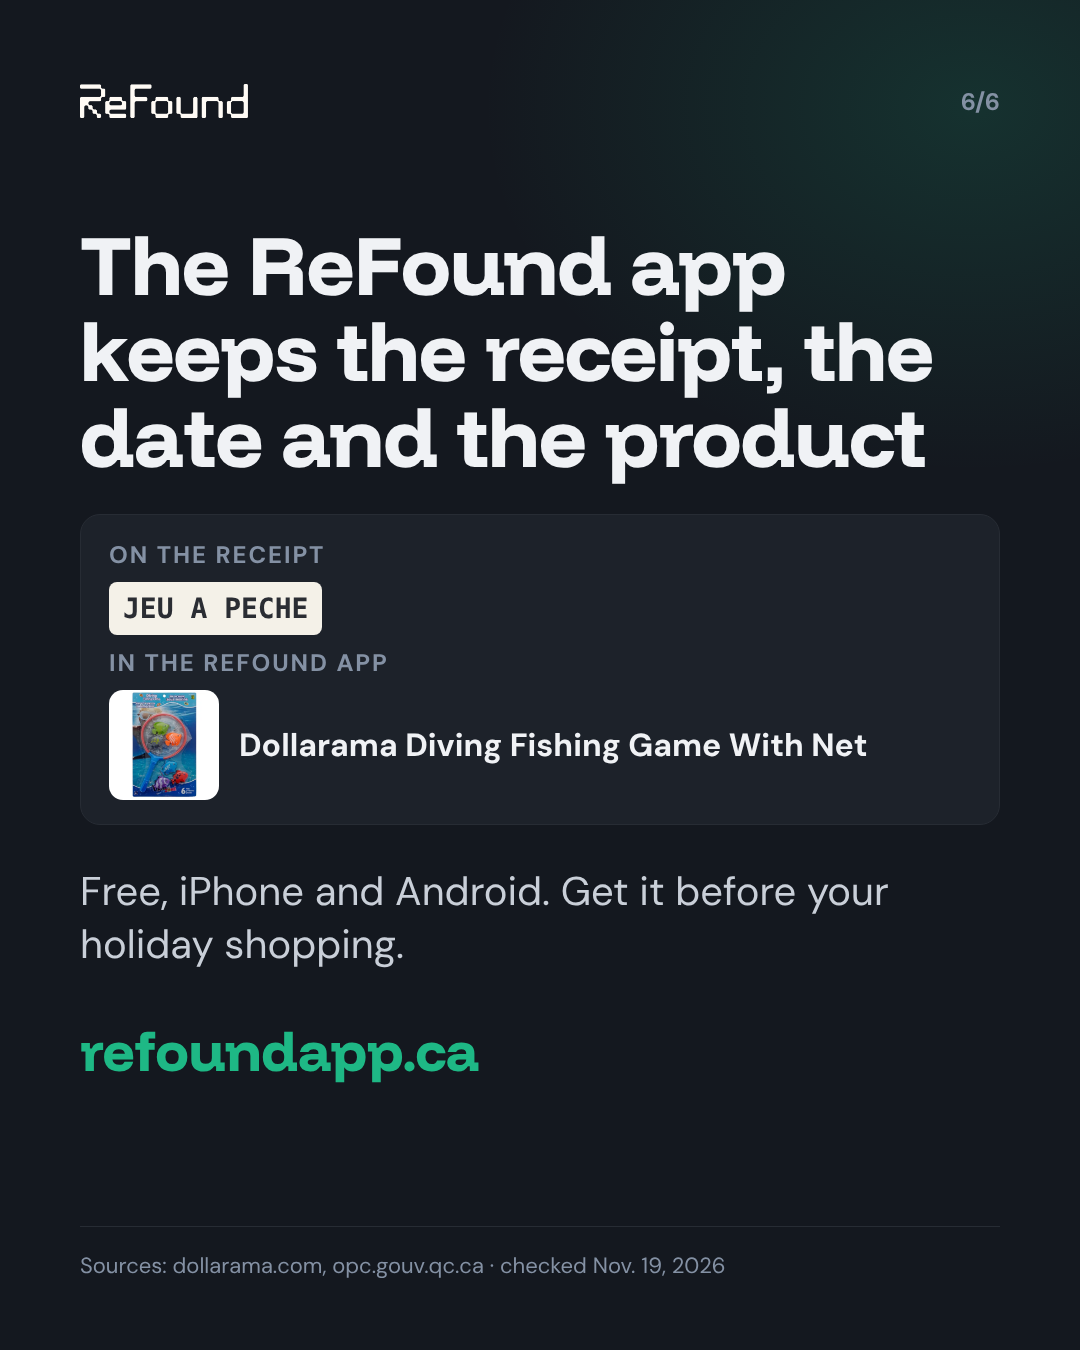 ReFound
6/6
The ReFound app
keeps the receipt, the
date and the product
ON THE RECEIPT
JEU A PECHE
IN THE REFOUND APP
Dollarama Diving Fishing Game With Net
Free, iPhone and Android. Get it before your
holiday shopping.
refoundapp.ca
Sources: dollarama.com, opc.gouv.qc.ca · checked Nov. 19, 2026